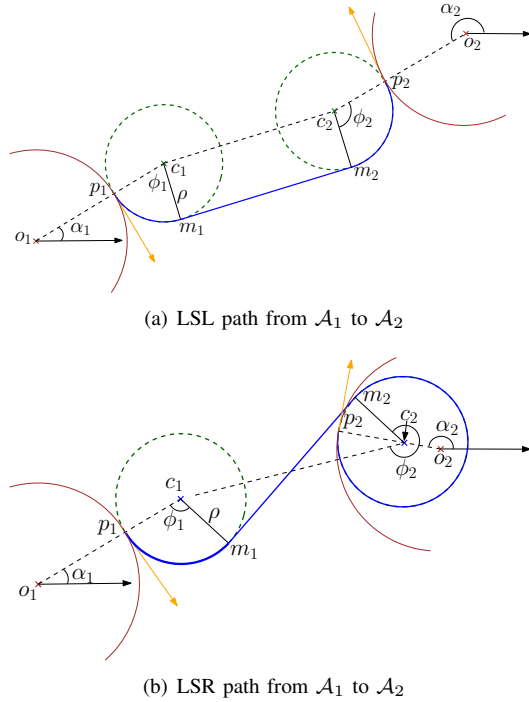 α₂
o₂
p₂
c₂ ϕ₂
c₁
ϕ₁
p₁ ρ m₂
α₁ m₁
o₁
(a) LSL path from 𝒜₁ to 𝒜₂
m₂
p₂ c₂ α₂
o₂
c₁ ϕ₂
ϕ₁ ρ
p₁ m₁
α₁
o₁
(b) LSR path from 𝒜₁ to 𝒜₂